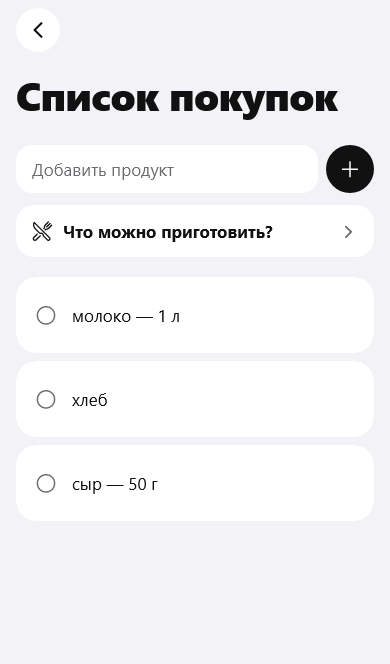 Список покупок
Добавить продукт
Что можно приготовить?
молоко — 1 л
хлеб
сыр — 50 г